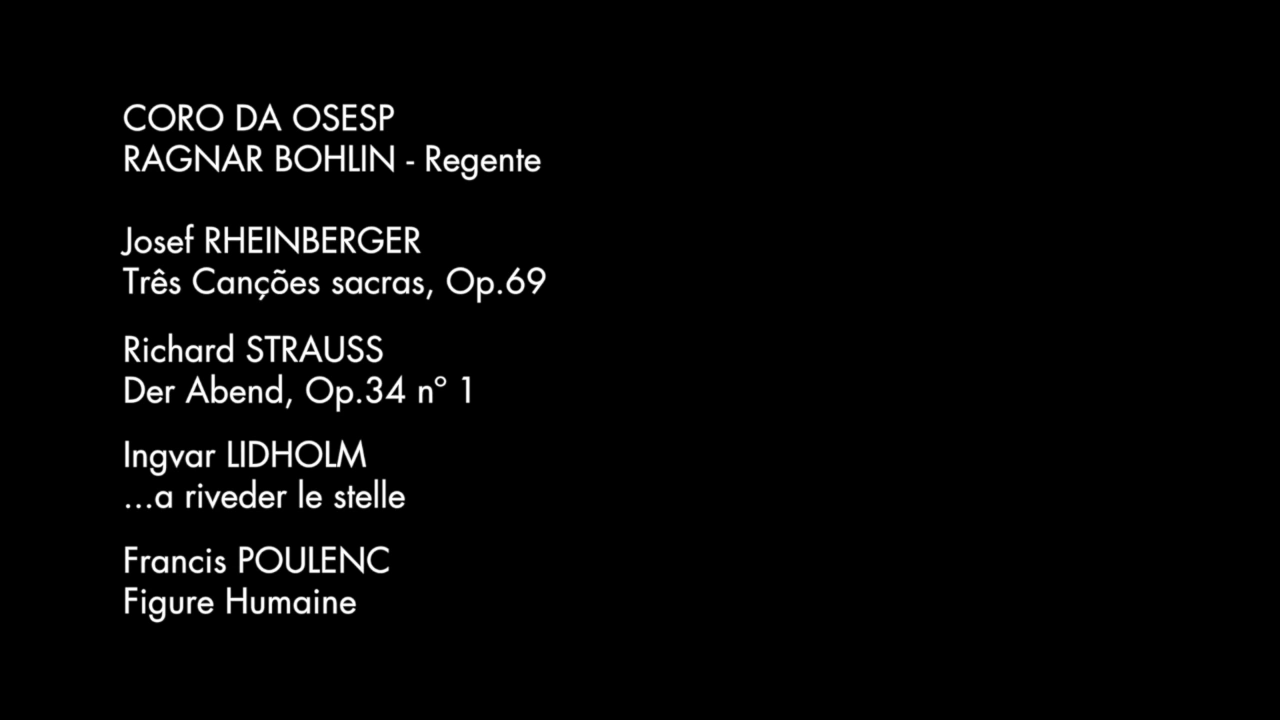 CORO DA OSESP
RAGNAR BOHLIN - Regente
Josef RHEINBERGER
Três Canções sacras, Op.69
Richard STRAUSS
Der Abend, Op.34 nº 1
Ingvar LIDHOLM
...a riveder le stelle
Francis POULENC
Figure Humaine